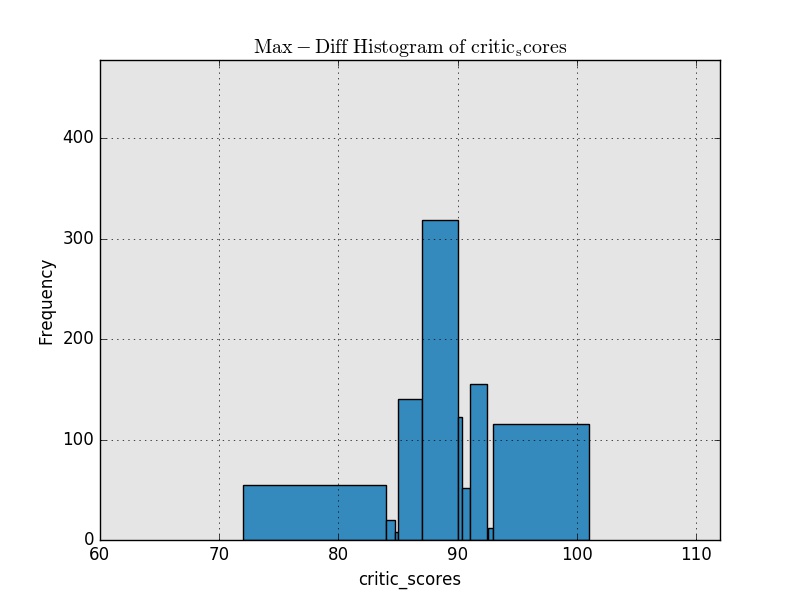 Max − Diff Histogram of critic_scores
400
300
200
100
0
Frequency
60 70 80 90 100 110
critic_scores